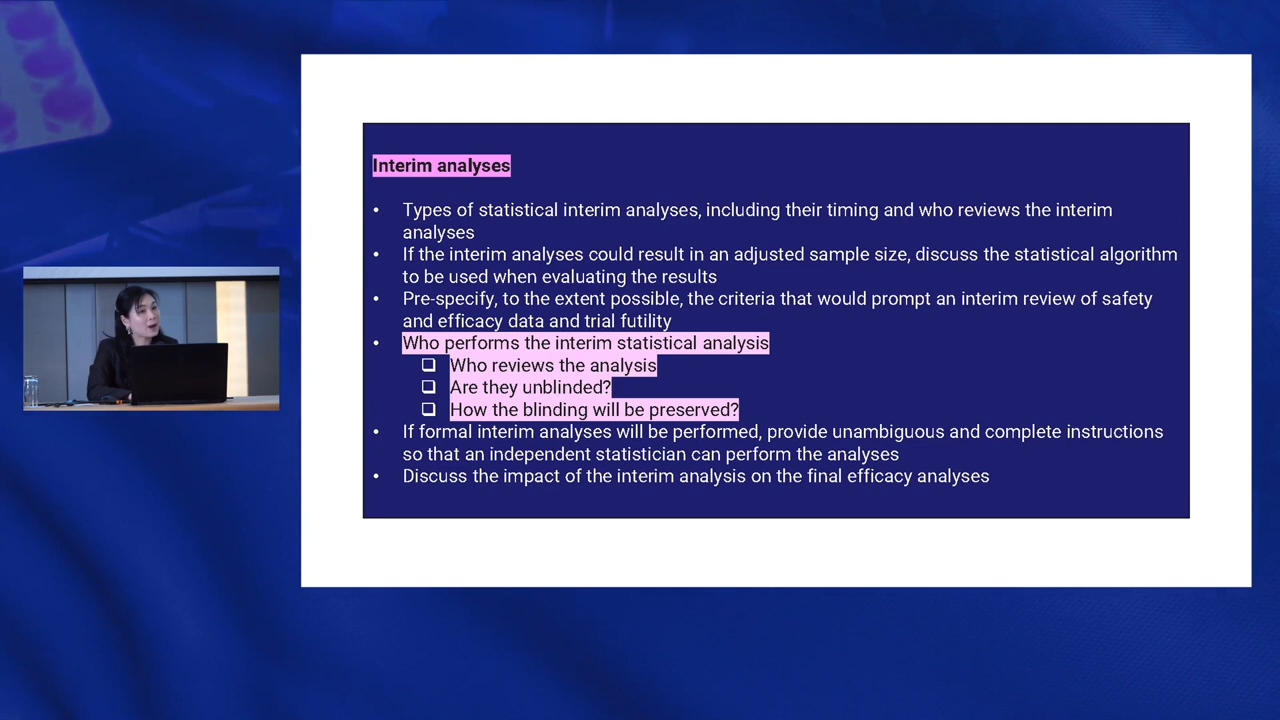 Interim analyses
• Types of statistical interim analyses, including their timing and who reviews the interim
analyses
• If the interim analyses could result in an adjusted sample size, discuss the statistical algorithm
to be used when evaluating the results
• Pre-specify, to the extent possible, the criteria that would prompt an interim review of safety
and efficacy data and trial futility
• Who performs the interim statistical analysis
❑ Who reviews the analysis
❑ Are they unblinded?
❑ How the blinding will be preserved?
• If formal interim analyses will be performed, provide unambiguous and complete instructions
so that an independent statistician can perform the analyses
• Discuss the impact of the interim analysis on the final efficacy analyses